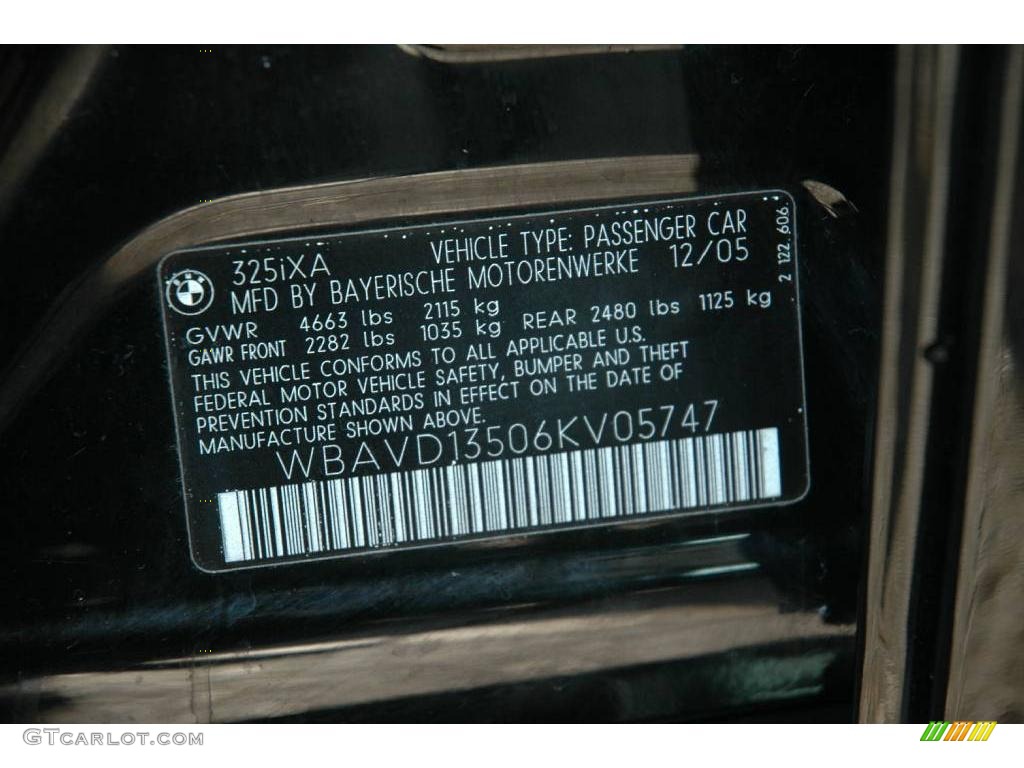 325iXA VEHICLE TYPE: PASSENGER CAR
MFD BY BAYERISCHE MOTORENWERKE 12/05
2 122 606
GVWR 4663 lbs 2115 kg
GAWR FRONT 2282 lbs 1035 kg REAR 2480 lbs 1125 kg
THIS VEHICLE CONFORMS TO ALL APPLICABLE U.S.
FEDERAL MOTOR VEHICLE SAFETY, BUMPER AND THEFT
PREVENTION STANDARDS IN EFFECT ON THE DATE OF
MANUFACTURE SHOWN ABOVE.
WBAVD13506KV05747
GTCARLOT.COM